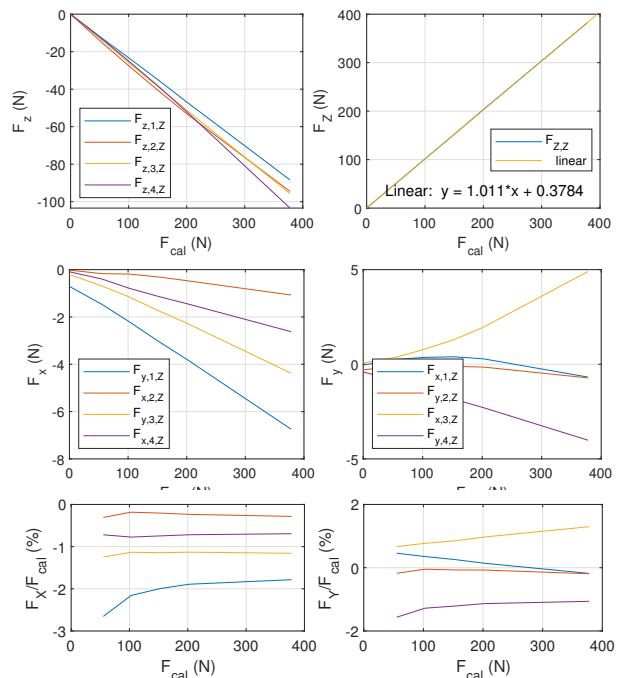 0
-20
-40
-60
-80
-100
F_z (N)
F_z,1,Z
F_z,2,Z
F_z,3,Z
F_z,4,Z
0 100 200 300 400
F_cal (N)
400
300
200
100
0
F_Z (N)
F_Z,Z
linear
Linear: y = 1.011*x + 0.3784
0 100 200 300 400
F_cal (N)
0
-2
-4
-6
-8
F_x (N)
F_y,1,Z
F_x,2,Z
F_y,3,Z
F_x,4,Z
0 100 200 300 400
5
0
-5
F_y (N)
F_x,1,Z
F_y,2,Z
F_x,3,Z
F_y,4,Z
0 100 200 300 400
0
-1
-2
-3
F_X/F_cal (%)
0 100 200 300 400
F_cal (N)
2
0
-2
F_Y/F_cal (%)
0 100 200 300 400
F_cal (N)